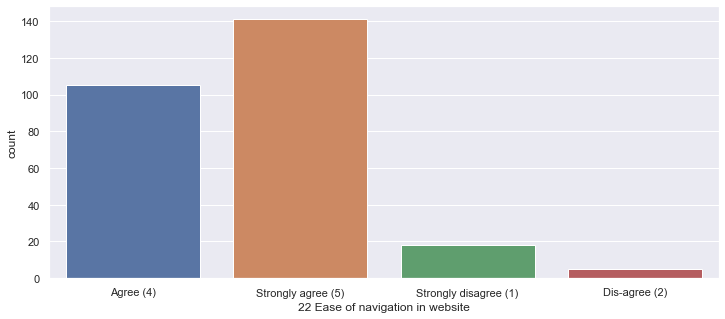 140
120
100
80
60
40
20
0
count
Agree (4) Strongly agree (5) Strongly disagree (1) Dis-agree (2)
22 Ease of navigation in website